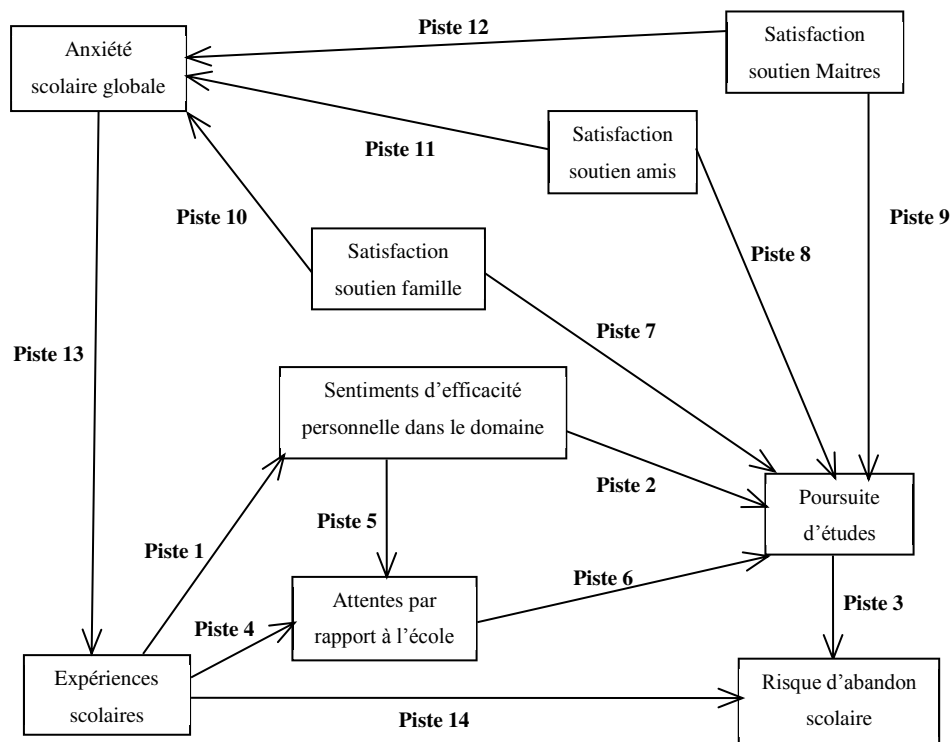 Piste 12
Anxiété
scolaire globale
Satisfaction
soutien Maitres
Piste 11
Satisfaction
soutien amis
Piste 10
Piste 9
Satisfaction
soutien famille
Piste 8
Piste 7
Piste 13
Sentiments d'efficacité
personnelle dans le domaine
Piste 2
Poursuite
d'études
Piste 5
Piste 1
Piste 6
Attentes par
rapport à l'école
Piste 3
Piste 4
Expériences
scolaires
Risque d'abandon
scolaire
Piste 14